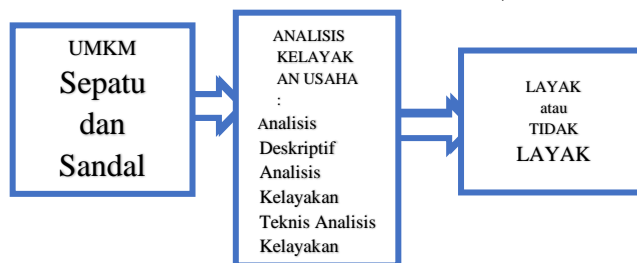 UMKM
Sepatu
dan
Sandal
ANALISIS
KELAYAK
AN USAHA
:
Analisis
Deskriptif
Analisis
Kelayakan
Teknis Analisis
Kelayakan
LAYAK
atau
TIDAK
LAYAK